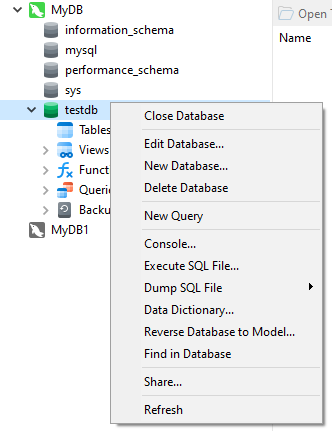 MyDB
information_schema
mysql
performance_schema
sys
testdb
Tables
Views
Funct
Querie
Backu
MyDB1
Open T
Name
Close Database
Edit Database...
New Database...
Delete Database
New Query
Console...
Execute SQL File...
Dump SQL File
Data Dictionary...
Reverse Database to Model...
Find in Database
Share...
Refresh